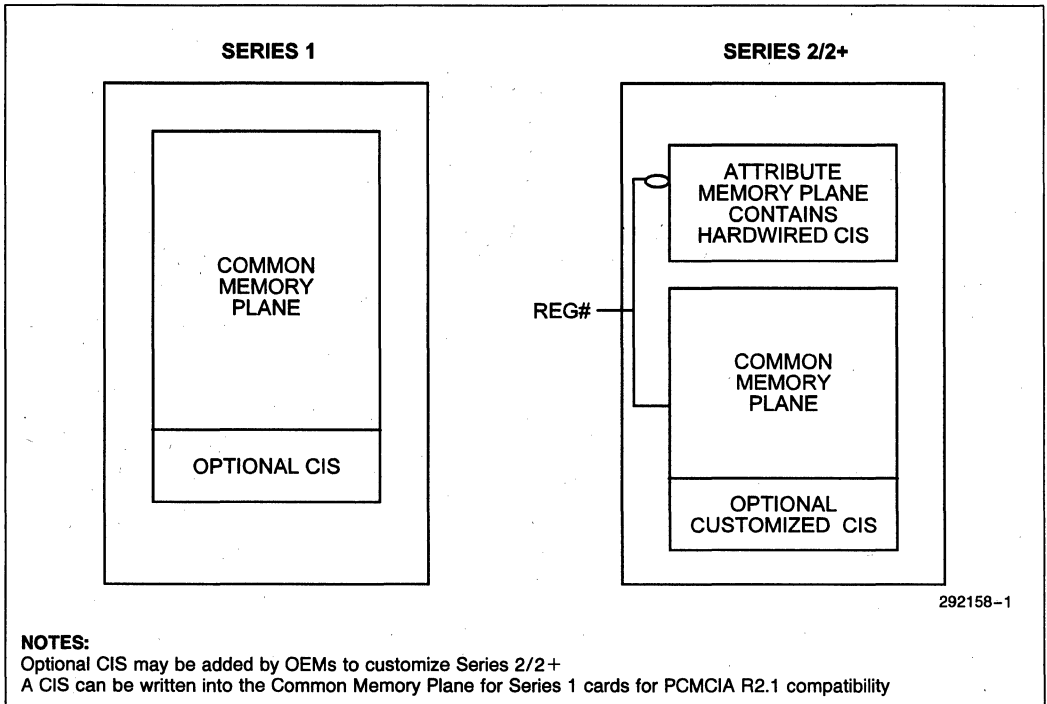 SERIES 1
COMMON
MEMORY
PLANE
OPTIONAL CIS
SERIES 2/2+
ATTRIBUTE
MEMORY PLANE
CONTAINS
HARDWIRED CIS
REG#
COMMON
MEMORY
PLANE
OPTIONAL
CUSTOMIZED CIS
292158-1
NOTES:
Optional CIS may be added by OEMs to customize Series 2/2+
A CIS can be written into the Common Memory Plane for Series 1 cards for PCMCIA R2.1 compatibility